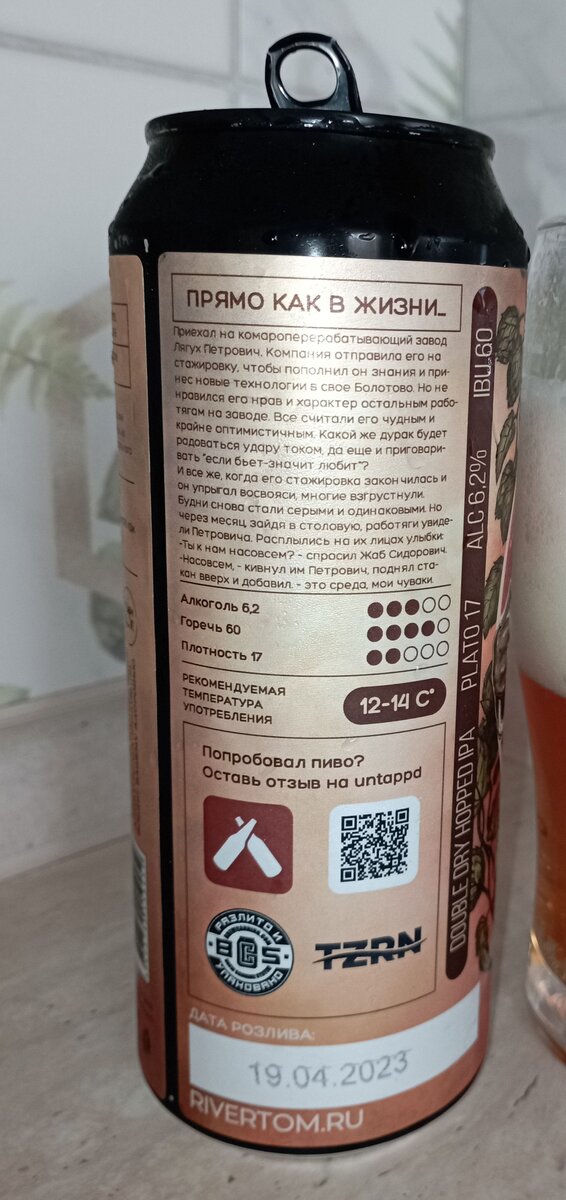 ПРЯМО КАК В ЖИЗНИ_
Приехал на комароперерабатывающий завод
Лягух Петрович. Компания отправила его на
стажировку, чтобы пополнил он знания и при-
нес новые технологии в свое Болотово. Но не
нравился его нрав и характер остальным рабо-
тягам на заводе. Все считали его чудным и
крайне оптимистичным. Какой же дурак будет
радоваться удару током, да еще и приговари-
вать "если бьет-значит любит"?
И все же, когда его стажировка закончилась и
он упрыгал восвояси, многие взгрустнули.
Будни снова стали серыми и одинаковыми. Но
через месяц, зайдя в столовую, работяги увиде-
ли Петровича. Расплылись на их лицах улыбки:
-Ты к нам насовсем? - спросил Жаб Сидорович.
-Насовсем, - кивнул им Петрович, поднял ста-
кан вверх и добавил. - это среда, мои чуваки.
Алкоголь 6,2
Горечь 60
Плотность 17
РЕКОМЕНДУЕМАЯ
ТЕМПЕРАТУРА
УПОТРЕБЛЕНИЯ
12-14 C°
Попробовал пиво?
Оставь отзыв на untappd
РАЗЛИТО И
BCS
УПАКОВАНО
TZRN
ДАТА РОЗЛИВА:
19.04.2023
RIVERTOM.RU
DOUBLE DRY HOPPED IPA PLATO 17 ALC 6.2% IBU 60